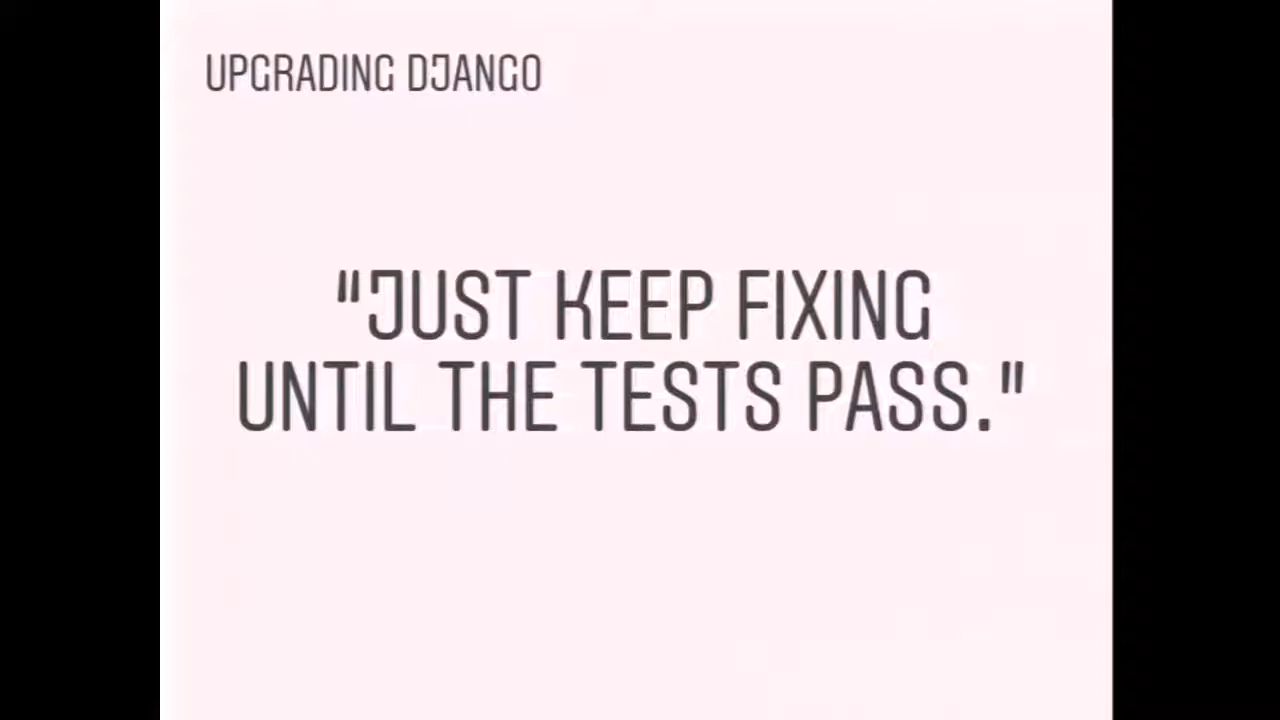 UPGRADING DJANGO
"JUST KEEP FIXING
UNTIL THE TESTS PASS."